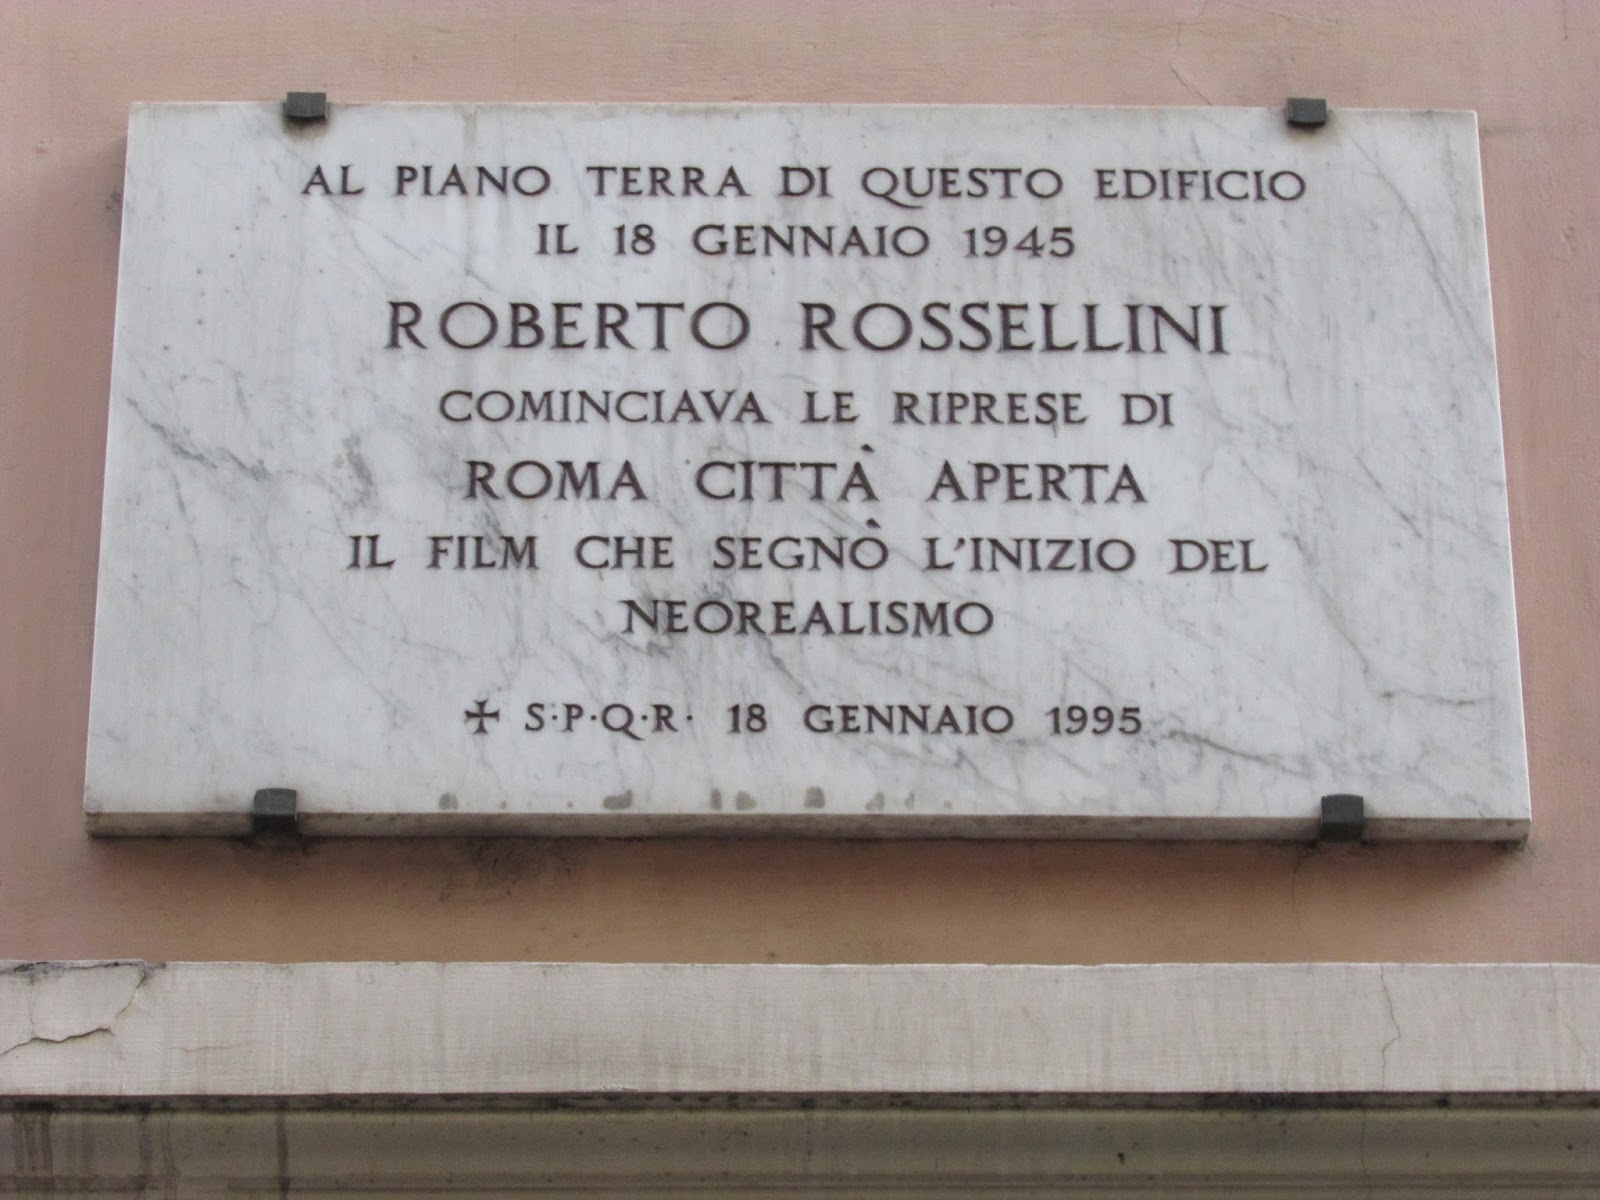 AL PIANO TERRA DI QUESTO EDIFICIO
IL 18 GENNAIO 1945
ROBERTO ROSSELLINI
COMINCIAVA LE RIPRESE DI
ROMA CITTÀ APERTA
IL FILM CHE SEGNÒ L'INIZIO DEL
NEOREALISMO
✠ S·P·Q·R· 18 GENNAIO 1995